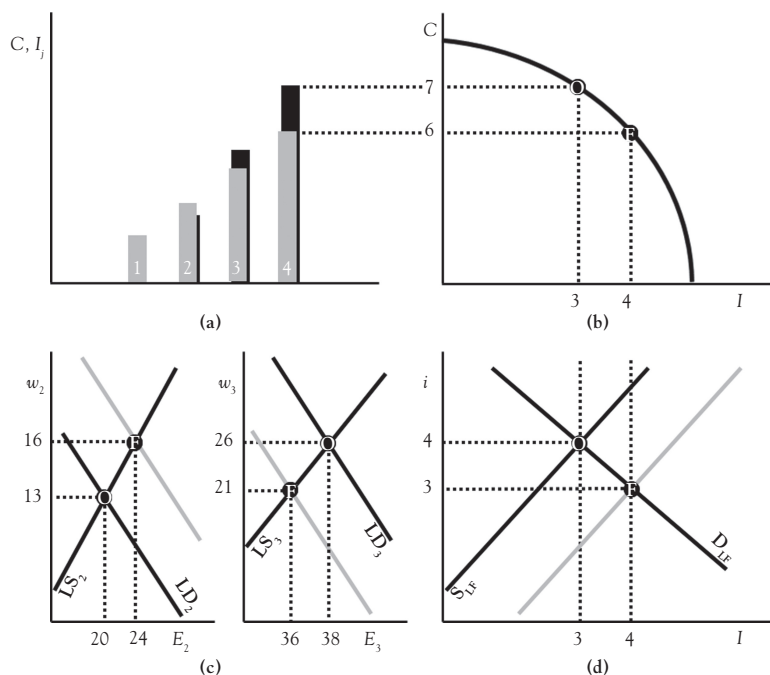 C, I_j
1
2
3
4
(a)
C
7
6
O
F
3
4
I
(b)
w_2
16
13
F
O
LS_2
LD_2
20
24
E_2
w_3
26
21
O
F
LS_3
LD_3
36
38
E_3
(c)
i
4
3
O
F
S_LF
D_LF
3
4
I
(d)